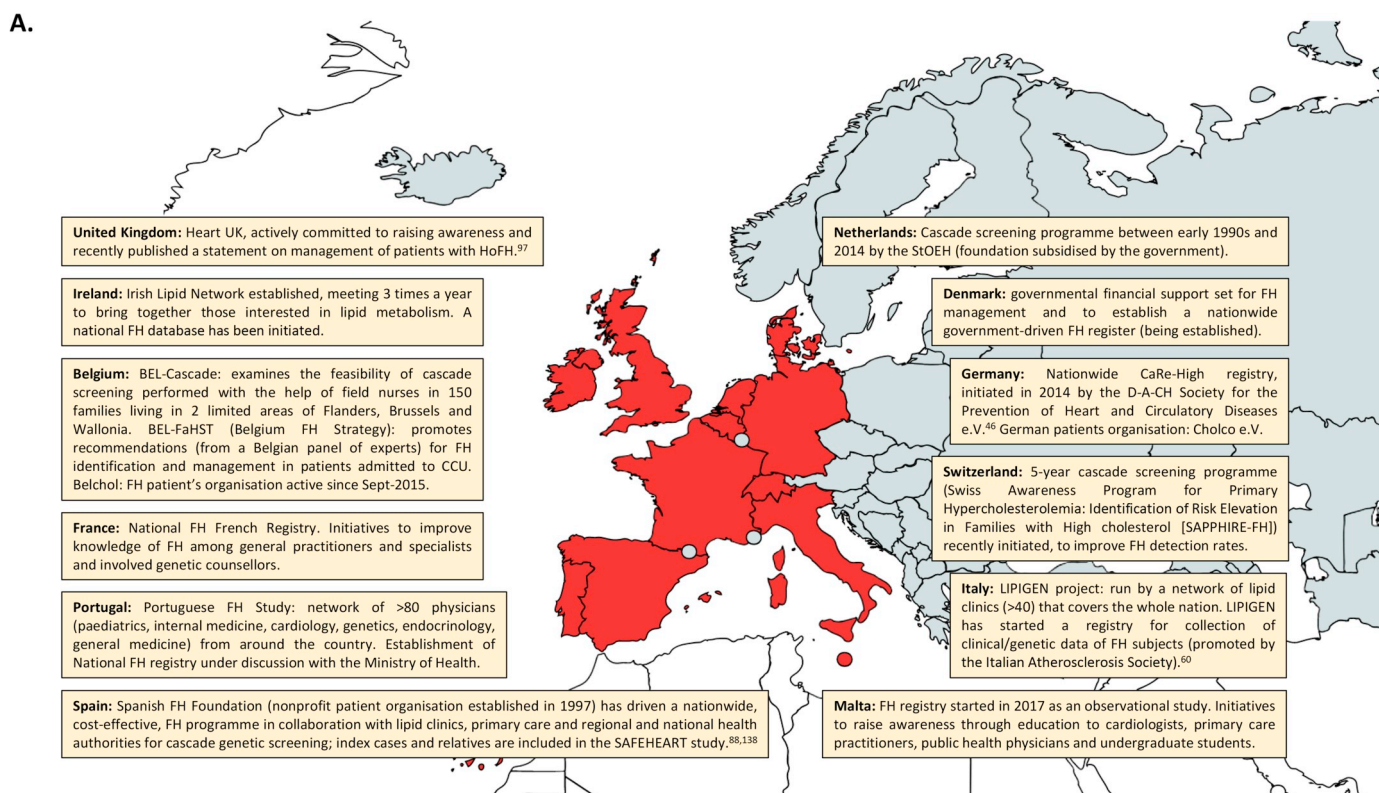 A.
United Kingdom: Heart UK, actively committed to raising awareness and
recently published a statement on management of patients with HoFH.97
Ireland: Irish Lipid Network established, meeting 3 times a year
to bring together those interested in lipid metabolism. A
national FH database has been initiated.
Belgium: BEL-Cascade: examines the feasibility of cascade
screening performed with the help of field nurses in 150
families living in 2 limited areas of Flanders, Brussels and
Wallonia. BEL-FaHST (Belgium FH Strategy): promotes
recommendations (from a Belgian panel of experts) for FH
identification and management in patients admitted to CCU.
Belchol: FH patient's organisation active since Sept-2015.
France: National FH French Registry. Initiatives to improve
knowledge of FH among general practitioners and specialists
and involved genetic counsellors.
Portugal: Portuguese FH Study: network of >80 physicians
(paediatrics, internal medicine, cardiology, genetics, endocrinology,
general medicine) from around the country. Establishment of
National FH registry under discussion with the Ministry of Health.
Spain: Spanish FH Foundation (nonprofit patient organisation established in 1997) has driven a nationwide,
cost-effective, FH programme in collaboration with lipid clinics, primary care and regional and national health
authorities for cascade genetic screening; index cases and relatives are included in the SAFEHEART study.88,138
Netherlands: Cascade screening programme between early 1990s and
2014 by the StOEH (foundation subsidised by the government).
Denmark: governmental financial support set for FH
management and to establish a nationwide
government-driven FH register (being established).
Germany: Nationwide CaRe-High registry,
initiated in 2014 by the D-A-CH Society for the
Prevention of Heart and Circulatory Diseases
e.V.46 German patients organisation: Cholco e.V.
Switzerland: 5-year cascade screening programme
(Swiss Awareness Program for Primary
Hypercholesterolemia: Identification of Risk Elevation
in Families with High cholesterol [SAPPHIRE-FH])
recently initiated, to improve FH detection rates.
Italy: LIPIGEN project: run by a network of lipid
clinics (>40) that covers the whole nation. LIPIGEN
has started a registry for collection of
clinical/genetic data of FH subjects (promoted by
the Italian Atherosclerosis Society).60
Malta: FH registry started in 2017 as an observational study. Initiatives
to raise awareness through education to cardiologists, primary care
practitioners, public health physicians and undergraduate students.